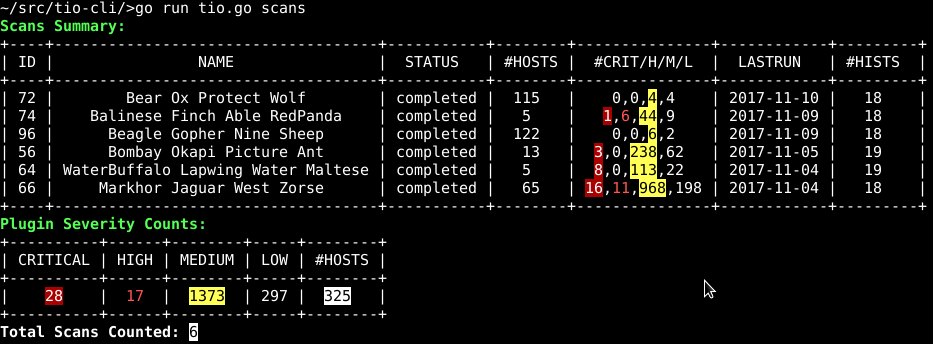 ~/src/tio-cli/>go run tio.go scans
Scans Summary:
+----+------------------------------------+-----------+--------+-----------------+------------+--------+
| ID | NAME | STATUS | #HOSTS | #CRIT/H/M/L | LASTRUN | #HISTS |
+----+------------------------------------+-----------+--------+-----------------+------------+--------+
| 72 | Bear Ox Protect Wolf | completed | 115 | 0,0,4,4 | 2017-11-10 | 18 |
| 74 | Balinese Finch Able RedPanda | completed | 5 | 1,6,44,9 | 2017-11-09 | 18 |
| 96 | Beagle Gopher Nine Sheep | completed | 122 | 0,0,6,2 | 2017-11-09 | 18 |
| 56 | Bombay Okapi Picture Ant | completed | 13 | 3,0,238,62 | 2017-11-05 | 19 |
| 64 | WaterBuffalo Lapwing Water Maltese | completed | 5 | 8,0,113,22 | 2017-11-04 | 19 |
| 66 | Markhor Jaguar West Zorse | completed | 65 | 16,11,968,198 | 2017-11-04 | 18 |
+----+------------------------------------+-----------+--------+-----------------+------------+--------+
Plugin Severity Counts:
+----------+------+--------+-----+--------+
| CRITICAL | HIGH | MEDIUM | LOW | #HOSTS |
+----------+------+--------+-----+--------+
| 28 | 17 | 1373 | 297 | 325 |
+----------+------+--------+-----+--------+
Total Scans Counted: 6